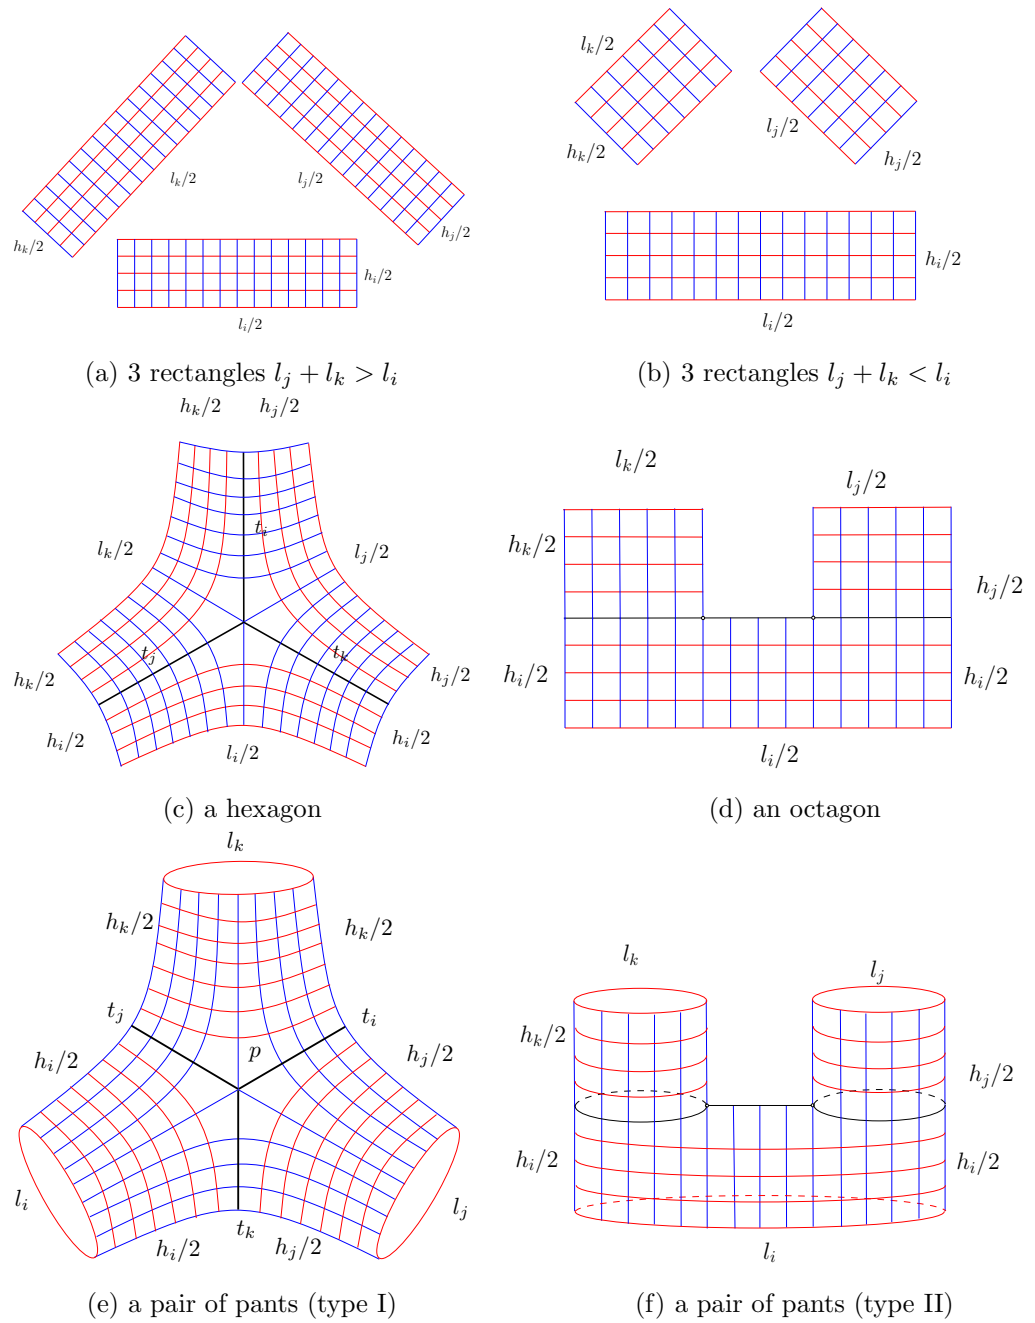 l_k/2
h_k/2
l_j/2
h_j/2
h_i/2
l_i/2
(a) 3 rectangles l_j + l_k > l_i
l_k/2
h_k/2
l_j/2
h_j/2
h_i/2
l_i/2
(b) 3 rectangles l_j + l_k < l_i
h_k/2 h_j/2
t_i
l_k/2 l_j/2
t_j t_k
h_k/2 h_j/2
h_i/2 h_i/2
l_i/2
(c) a hexagon
l_k/2
l_j/2
h_k/2
h_j/2
h_i/2 h_i/2
l_i/2
(d) an octagon
l_k
h_k/2 h_k/2
t_j t_i
p
h_i/2 h_j/2
l_i l_j
t_k
h_i/2 h_j/2
(e) a pair of pants (type I)
l_k
l_j
h_k/2
h_j/2
h_i/2 h_i/2
l_i
(f) a pair of pants (type II)